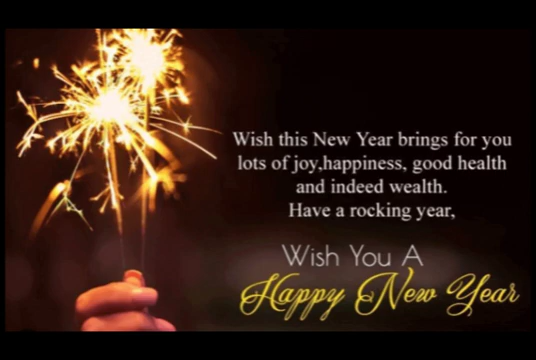 Wish this New Year brings for you
lots of joy,happiness, good health
and indeed wealth.
Have a rocking year,
Wish You A
Happy New Year